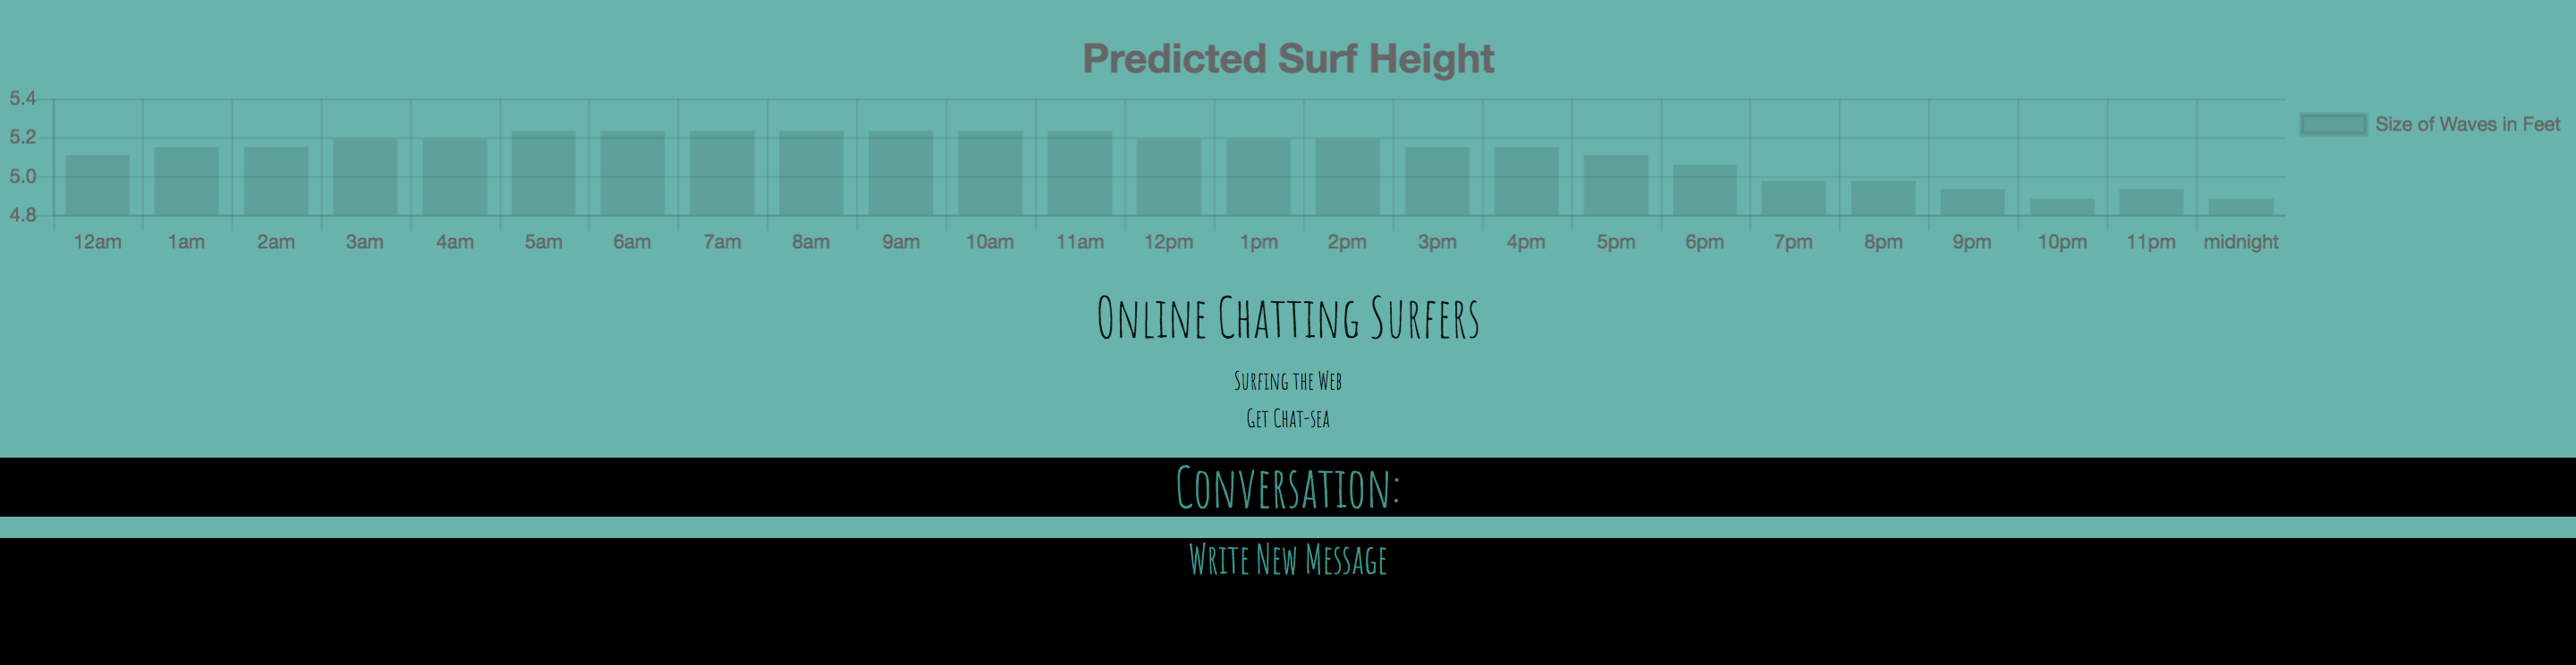 Predicted Surf Height
5.4
5.2
5.0
4.8
Size of Waves in Feet
12am 1am 2am 3am 4am 5am 6am 7am 8am 9am 10am 11am 12pm 1pm 2pm 3pm 4pm 5pm 6pm 7pm 8pm 9pm 10pm 11pm midnight
Online Chatting Surfers
Surfing the Web
Get Chat-sea
Conversation:
Write New Message